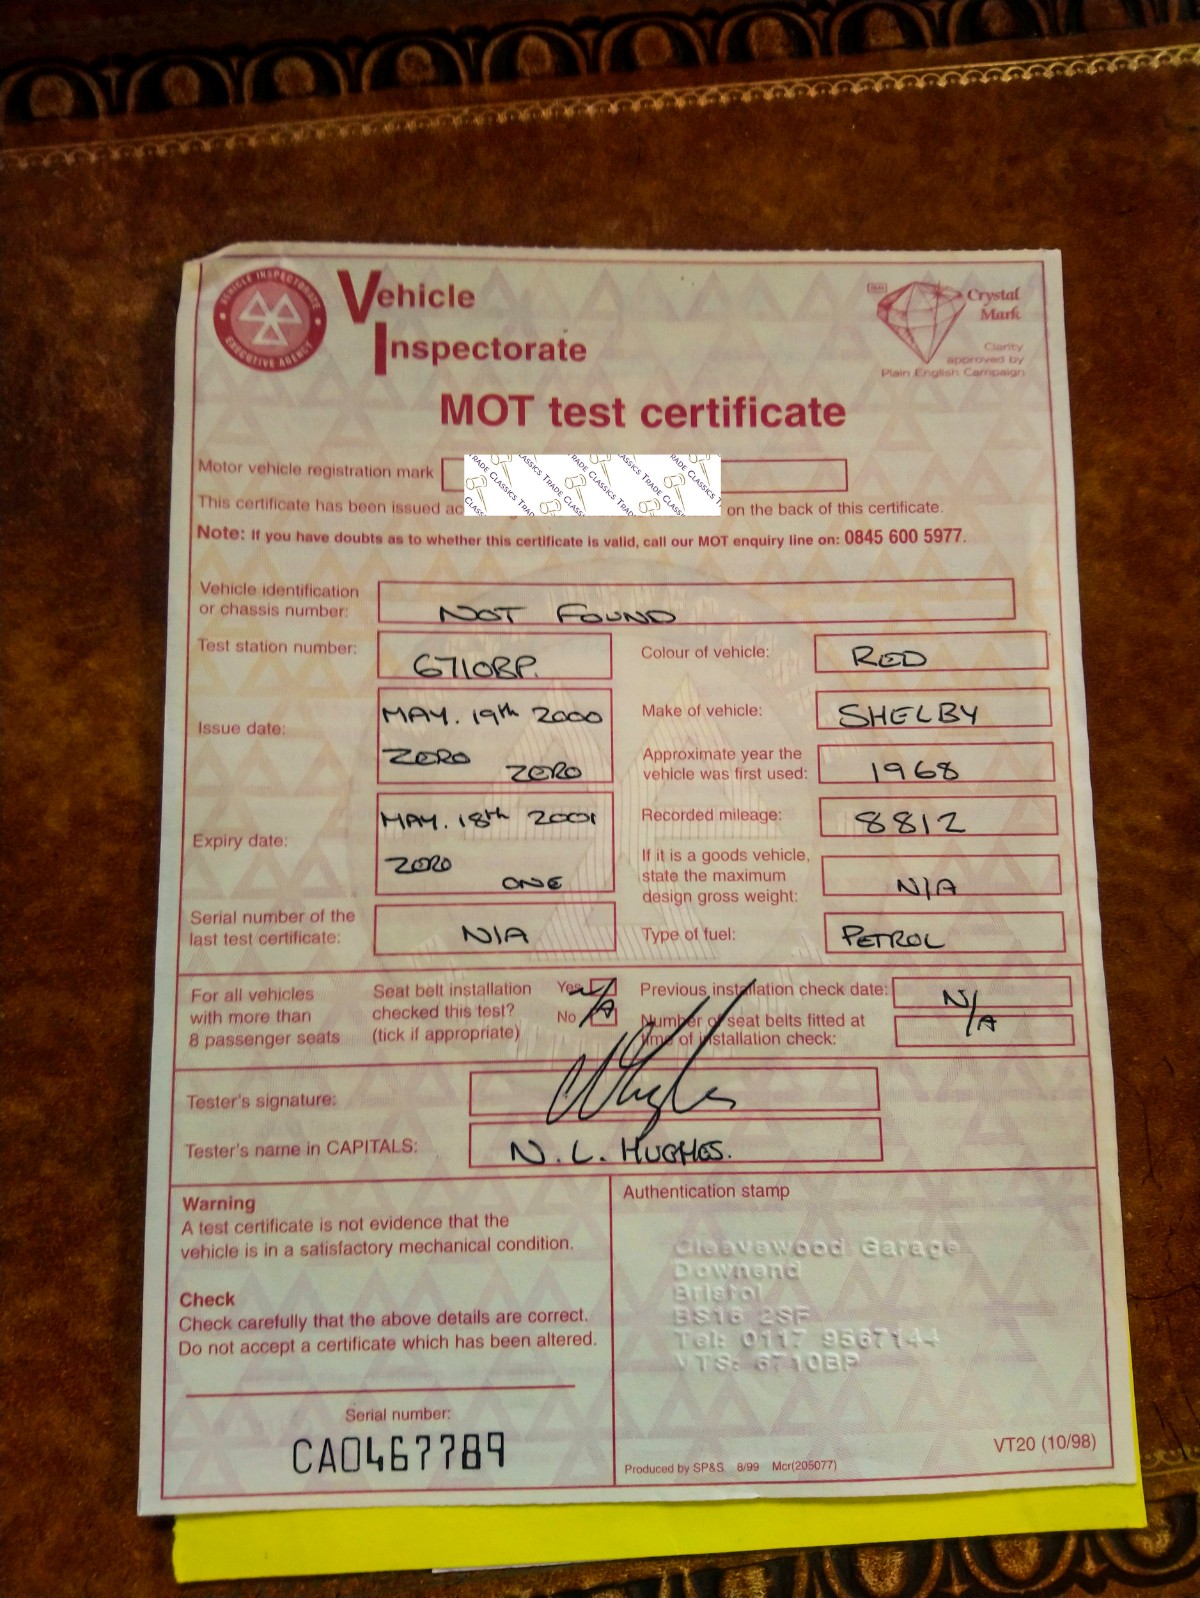 VEHICLE INSPECTORATE
EXECUTIVE AGENCY
Vehicle
Inspectorate
Crystal
Mark
Clarity
approved by
Plain English Campaign
MOT test certificate
Motor vehicle registration mark
TRADE CLASSICS TRADE CLASSICS TRADE CLASSICS TRADE CLASSICS
This certificate has been issued ac
on the back of this certificate.
Note: If you have doubts as to whether this certificate is valid, call our MOT enquiry line on: 0845 600 5977.
Vehicle identification
or chassis number:
NOT FOUND
Test station number:
6710BP.
Colour of vehicle:
RED
Issue date:
MAY. 19th 2000
ZERO ZERO
Make of vehicle:
SHELBY
Approximate year the
vehicle was first used:
1968
Expiry date:
MAY. 18th 2001
ZERO ONE
Recorded mileage:
8812
If it is a goods vehicle,
state the maximum
design gross weight:
N/A
Serial number of the
last test certificate:
N/A
Type of fuel:
PETROL
For all vehicles
with more than
8 passenger seats
Seat belt installation
checked this test?
(tick if appropriate)
Yes
No
N/A
Previous installation check date:
Number of seat belts fitted at
time of installation check:
N/A
Tester's signature:
Tester's name in CAPITALS:
N. L. HUGHES.
Warning
A test certificate is not evidence that the
vehicle is in a satisfactory mechanical condition.
Check
Check carefully that the above details are correct.
Do not accept a certificate which has been altered.
Serial number:
CA0467789
Authentication stamp
Cleavewood Garage
Downend
Bristol
BS16 2SF
Tel: 0117 9567144
VTS: 6710BP
VT20 (10/98)
Produced by SP&S 8/99 Mcr(205077)